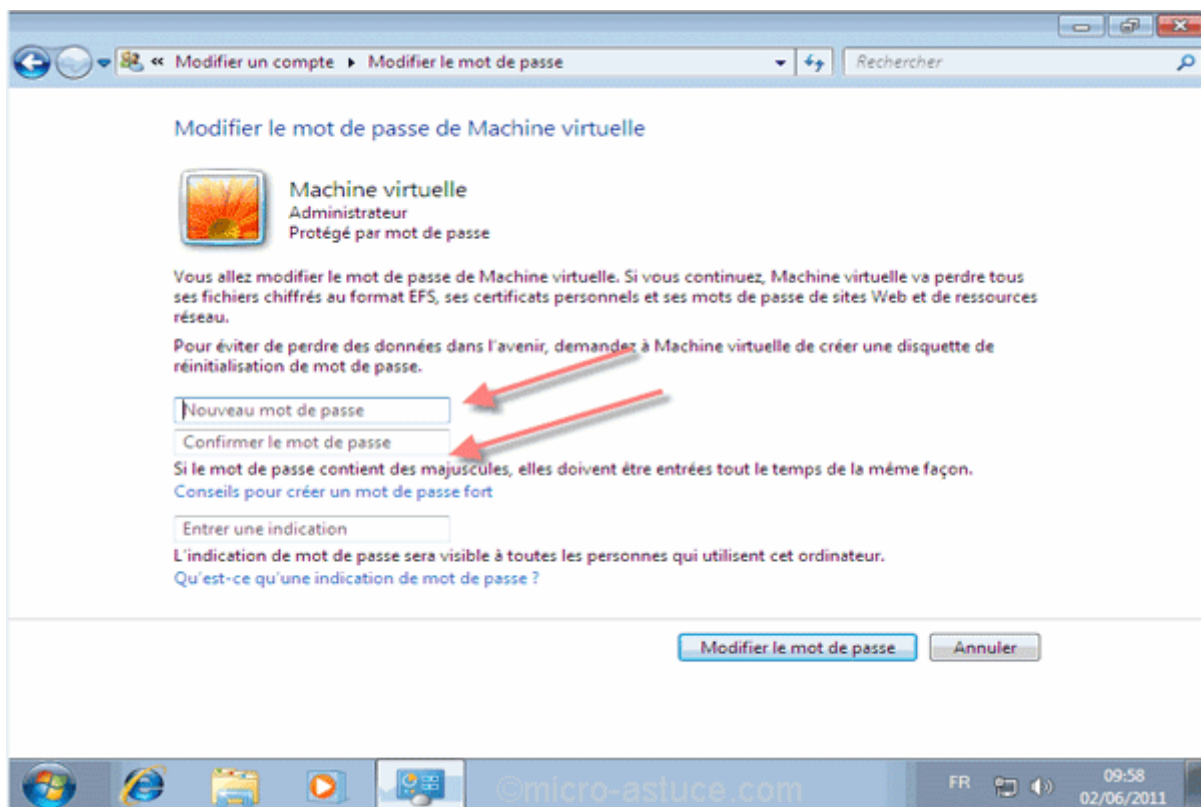 « Modifier un compte ▸ Modifier le mot de passe
Rechercher
Modifier le mot de passe de Machine virtuelle
Machine virtuelle
Administrateur
Protégé par mot de passe
Vous allez modifier le mot de passe de Machine virtuelle. Si vous continuez, Machine virtuelle va perdre tous
ses fichiers chiffrés au format EFS, ses certificats personnels et ses mots de passe de sites Web et de ressources
réseau.
Pour éviter de perdre des données dans l'avenir, demandez à Machine virtuelle de créer une disquette de
réinitialisation de mot de passe.
Nouveau mot de passe
Confirmer le mot de passe
Si le mot de passe contient des majuscules, elles doivent être entrées tout le temps de la même façon.
Conseils pour créer un mot de passe fort
Entrer une indication
L'indication de mot de passe sera visible à toutes les personnes qui utilisent cet ordinateur.
Qu'est-ce qu'une indication de mot de passe ?
Modifier le mot de passe
Annuler
©micro-astuce.com
FR
09:58
02/06/2011